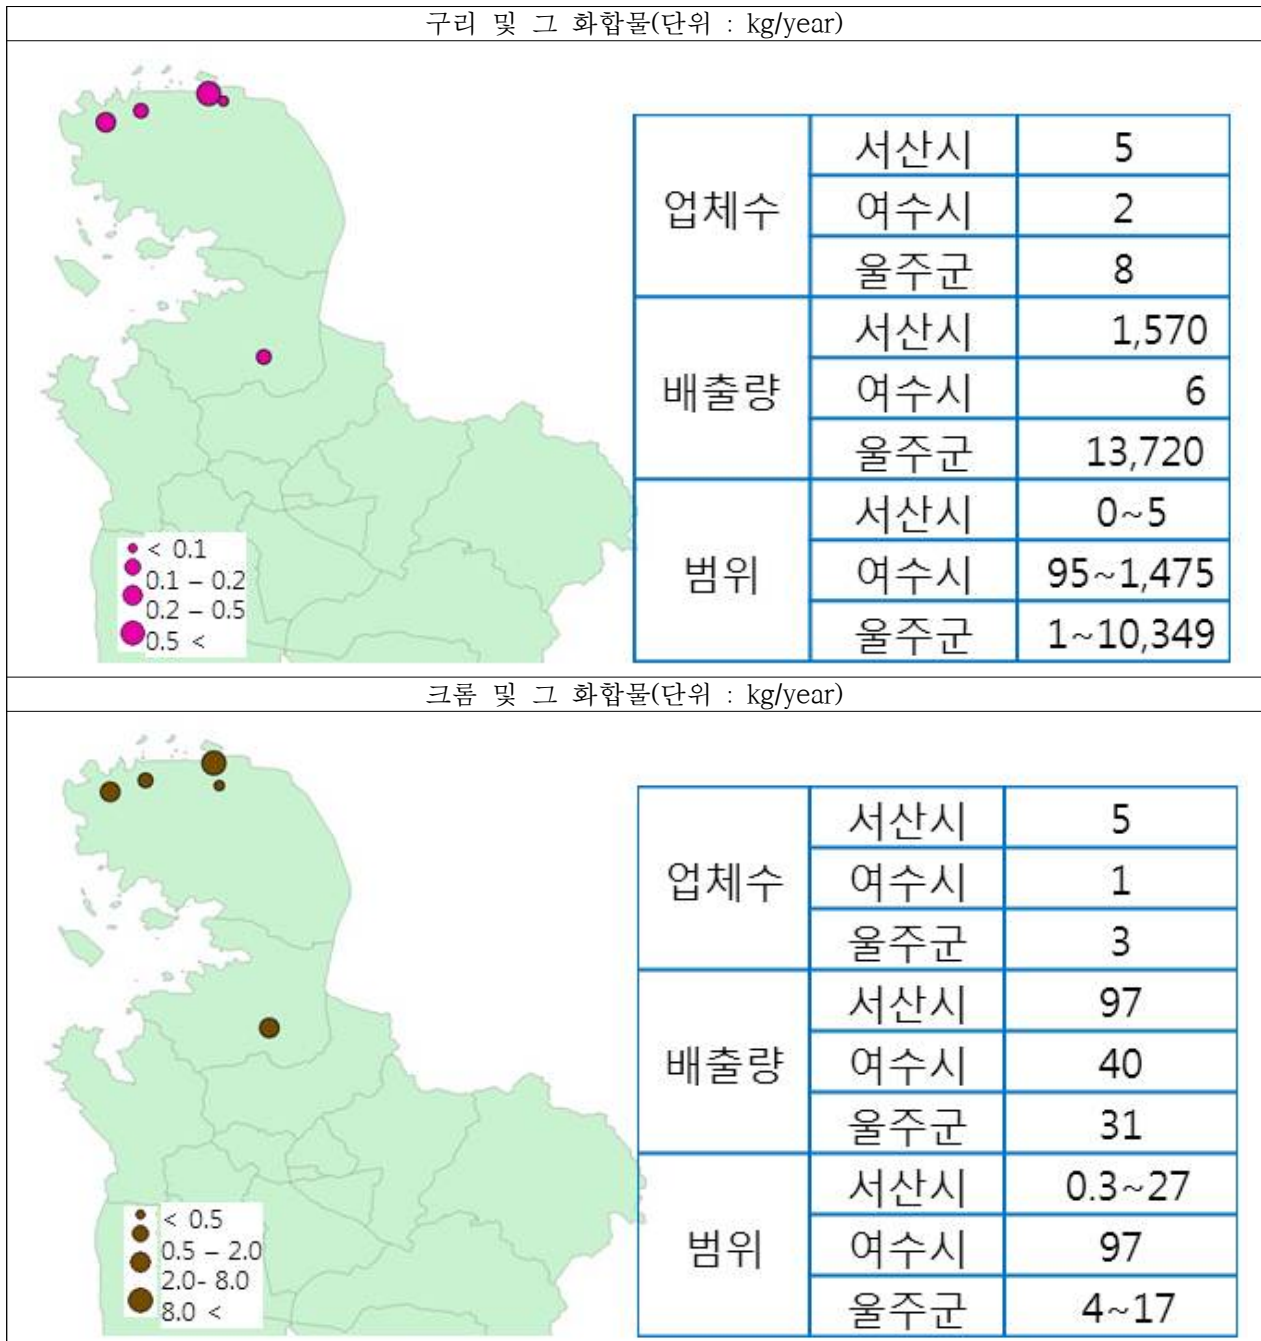 구리 및 그 화합물(단위 : kg/year)
< 0.1
0.1 – 0.2
0.2 – 0.5
0.5 <
업체수 서산시 5
여수시 2
울주군 8
배출량 서산시 1,570
여수시 6
울주군 13,720
범위 서산시 0~5
여수시 95~1,475
울주군 1~10,349
크롬 및 그 화합물(단위 : kg/year)
< 0.5
0.5 – 2.0
2.0- 8.0
8.0 <
업체수 서산시 5
여수시 1
울주군 3
배출량 서산시 97
여수시 40
울주군 31
범위 서산시 0.3~27
여수시 97
울주군 4~17